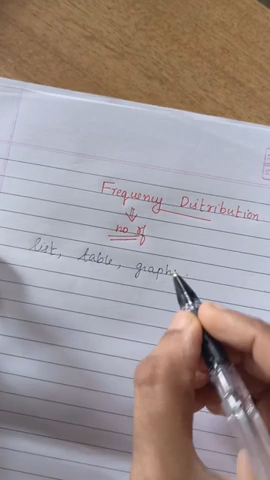 Frequency Distribution
no of
list, table, graph